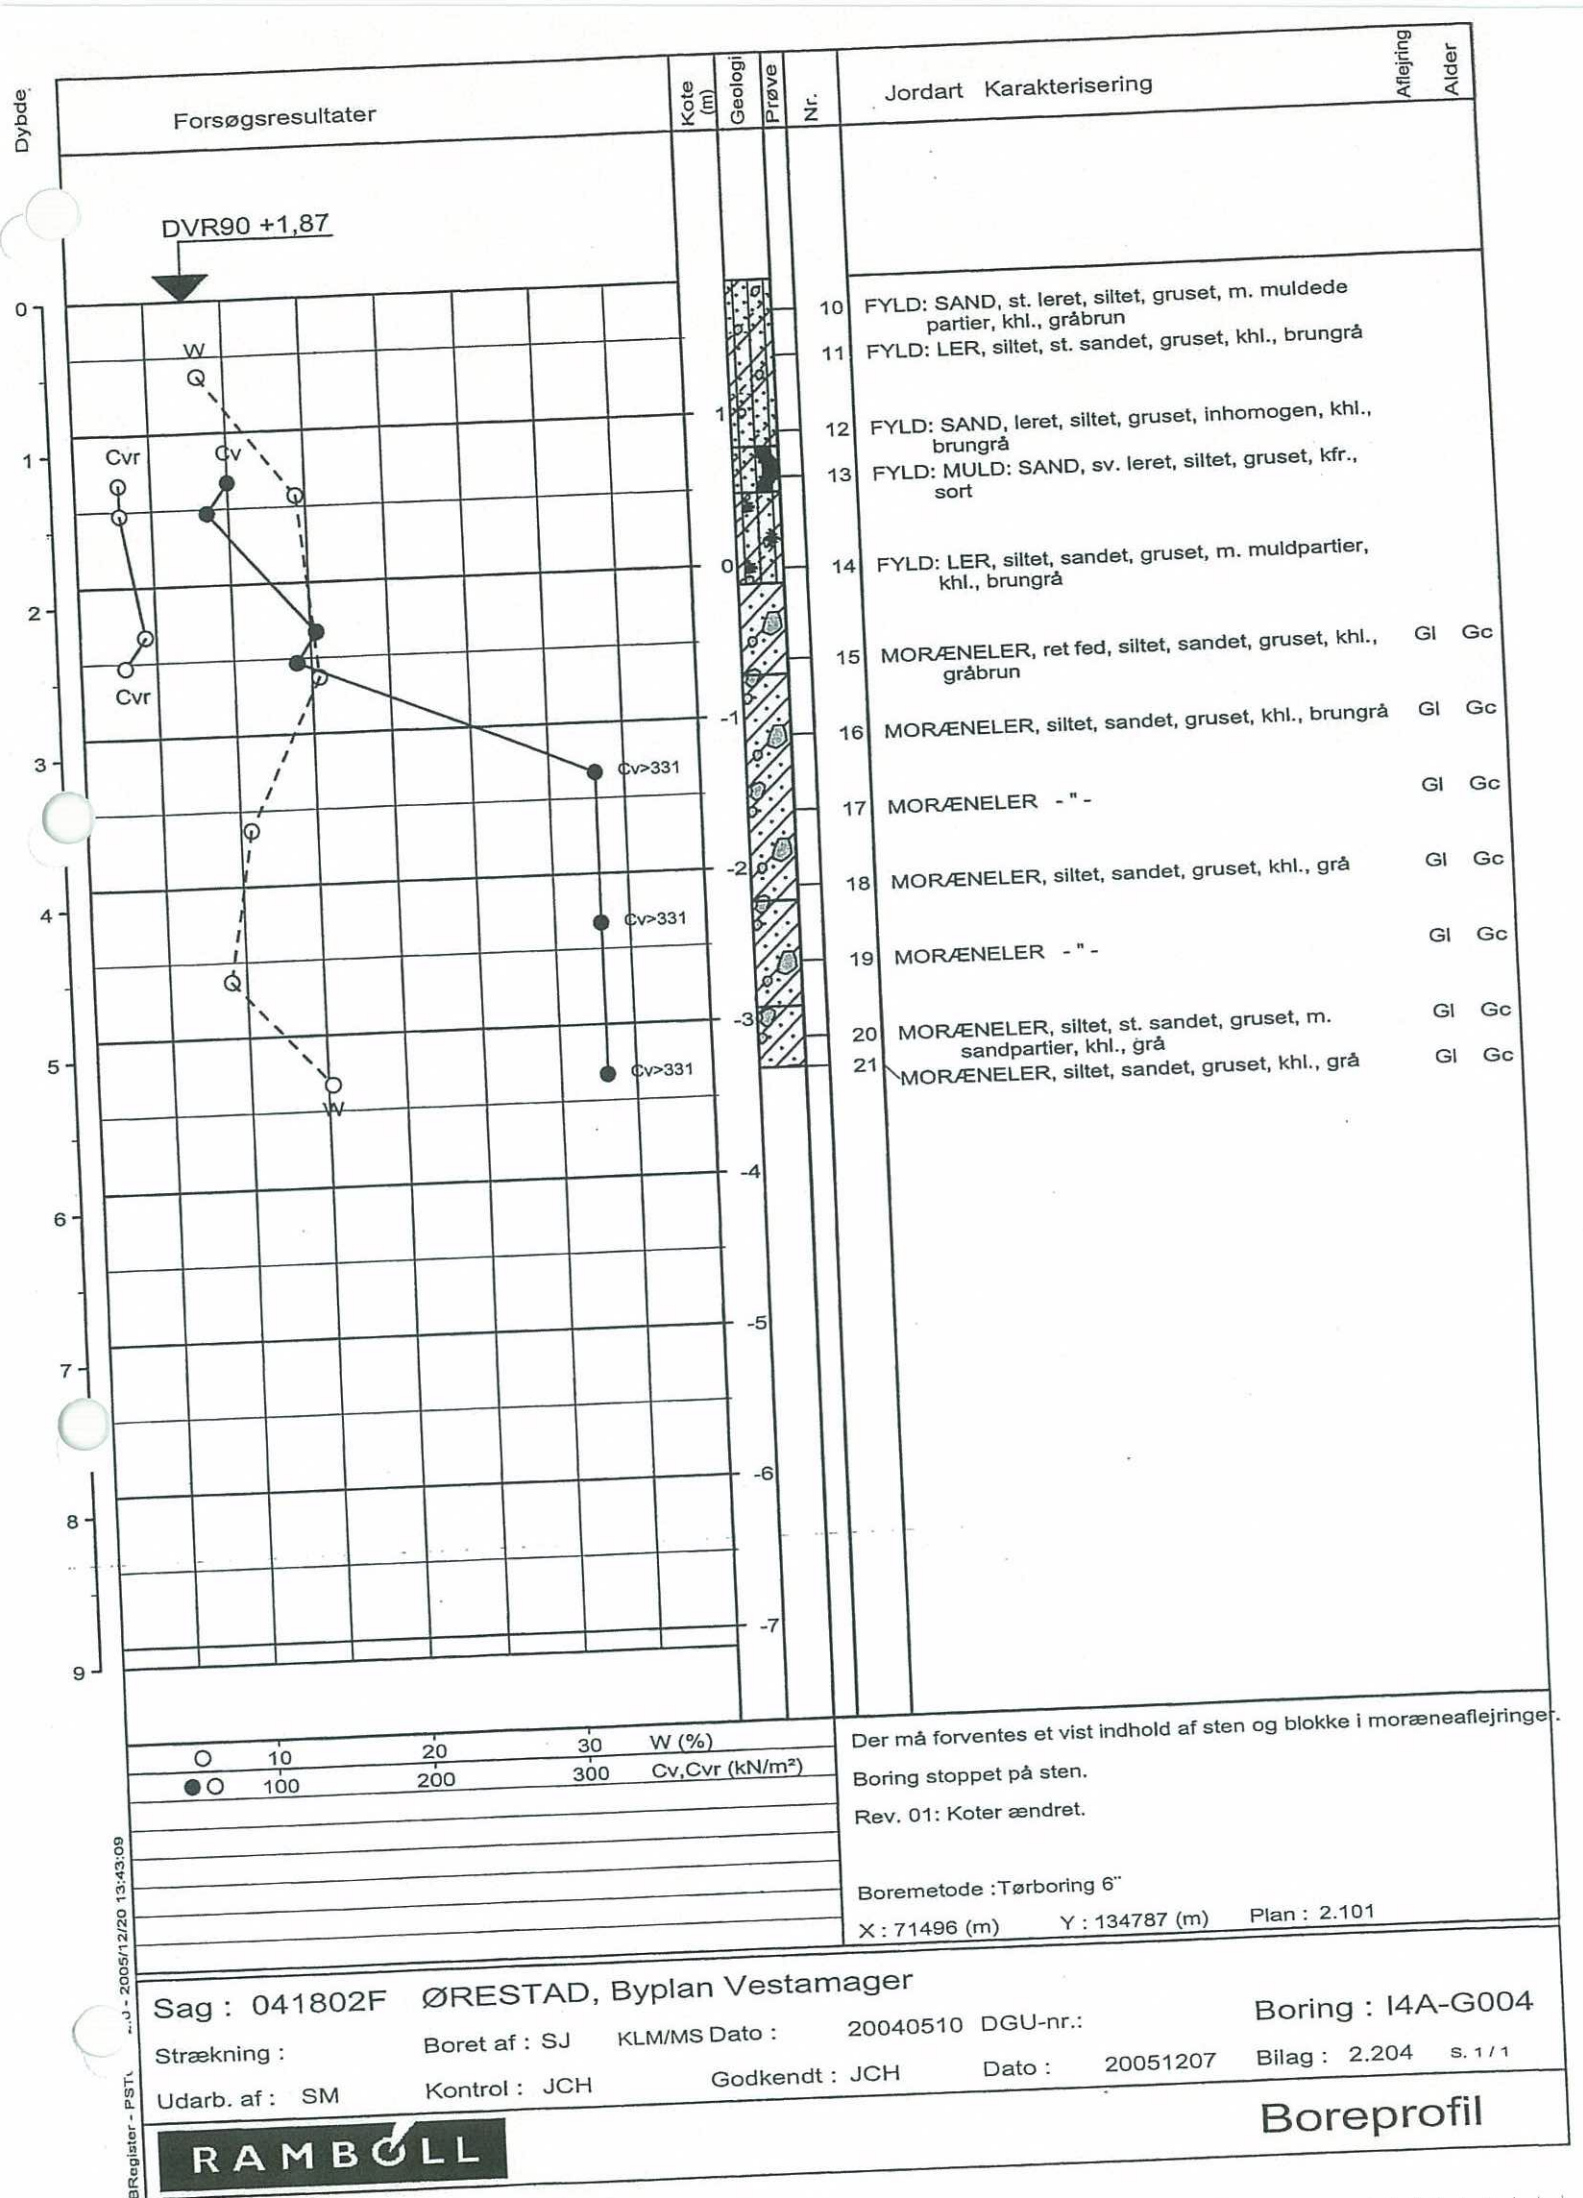 Dybde
Forsøgsresultater
Kote (m)
Geologi
Prøve
Nr.
Jordart Karakterisering
Aflejring
Alder
DVR90 +1,87
0
10 FYLD: SAND, st. leret, siltet, gruset, m. muldede
partier, khl., gråbrun
W
11 FYLD: LER, siltet, st. sandet, gruset, khl., brungrå
1
12 FYLD: SAND, leret, siltet, gruset, inhomogen, khl.,
brungrå
1
Cvr
Cv
13 FYLD: MULD: SAND, sv. leret, siltet, gruset, kfr.,
sort
0
14 FYLD: LER, siltet, sandet, gruset, m. muldpartier,
khl., brungrå
2
15 MORÆNELER, ret fed, siltet, sandet, gruset, khl., Gl Gc
gråbrun
Cvr
-1
16 MORÆNELER, siltet, sandet, gruset, khl., brungrå Gl Gc
3
Cv>331
17 MORÆNELER - " - Gl Gc
-2
18 MORÆNELER, siltet, sandet, gruset, khl., grå Gl Gc
4
Cv>331
19 MORÆNELER - " - Gl Gc
-3
20 MORÆNELER, siltet, st. sandet, gruset, m. Gl Gc
sandpartier, khl., grå
5
Cv>331
21 MORÆNELER, siltet, sandet, gruset, khl., grå Gl Gc
W
-4
6
-5
7
-6
8
-7
9
10 20 30 W (%)
100 200 300 Cv,Cvr (kN/m²)
Der må forventes et vist indhold af sten og blokke i moræneaflejringer.
Boring stoppet på sten.
Rev. 01: Koter ændret.
Boremetode : Tørboring 6"
X : 71496 (m) Y : 134787 (m) Plan : 2.101
BRegister - PST - 2005/12/20 13:43:09
Sag : 041802F ØRESTAD, Byplan Vestamager
Strækning : Boret af : SJ KLM/MS Dato : 20040510 DGU-nr.: Boring : I4A-G004
Udarb. af : SM Kontrol : JCH Godkendt : JCH Dato : 20051207 Bilag : 2.204 S. 1 / 1
RAMBØLL
Boreprofil